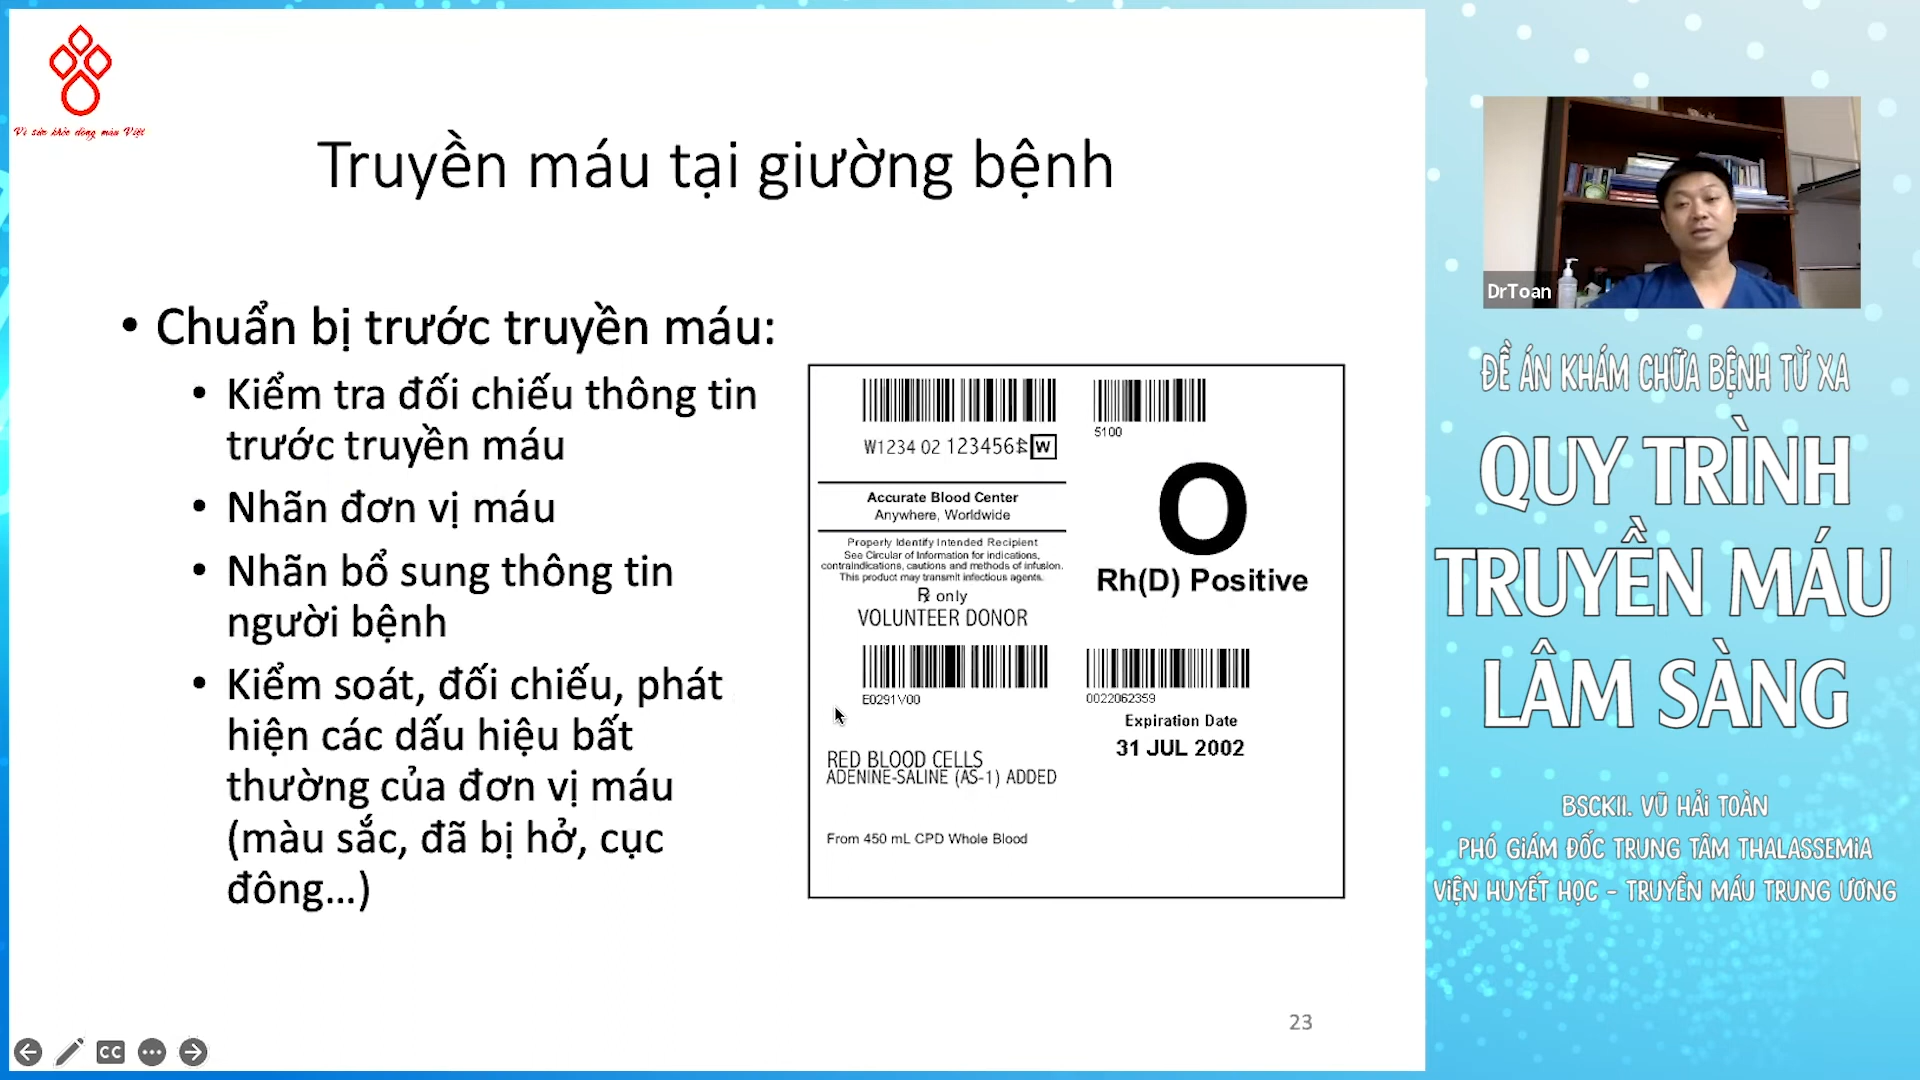 Vì sức khỏe dòng máu Việt
Truyền máu tại giường bệnh
• Chuẩn bị trước truyền máu:
• Kiểm tra đối chiếu thông tin
trước truyền máu
• Nhãn đơn vị máu
• Nhãn bổ sung thông tin
người bệnh
• Kiểm soát, đối chiếu, phát
hiện các dấu hiệu bất
thường của đơn vị máu
(màu sắc, đã bị hở, cục
đông...)
W1234 02 123456
W
Accurate Blood Center
Anywhere, Worldwide
Properly Identify Intended Recipient
See Circular of Information for indications,
contraindications, cautions and methods of infusion.
This product may transmit infectious agents.
℞ only
VOLUNTEER DONOR
E0291V00
RED BLOOD CELLS
ADENINE-SALINE (AS-1) ADDED
From 450 mL CPD Whole Blood
5100
O
Rh(D) Positive
0022062359
Expiration Date
31 JUL 2002
23
CC
DrToan
ĐỀ ÁN KHÁM CHỮA BỆNH TỪ XA
QUY TRÌNH
TRUYỀN MÁU
LÂM SÀNG
BSCKII. VŨ HẢI TOÀN
PHÓ GIÁM ĐỐC TRUNG TÂM THALASSEMIA
VIỆN HUYẾT HỌC - TRUYỀN MÁU TRUNG ƯƠNG